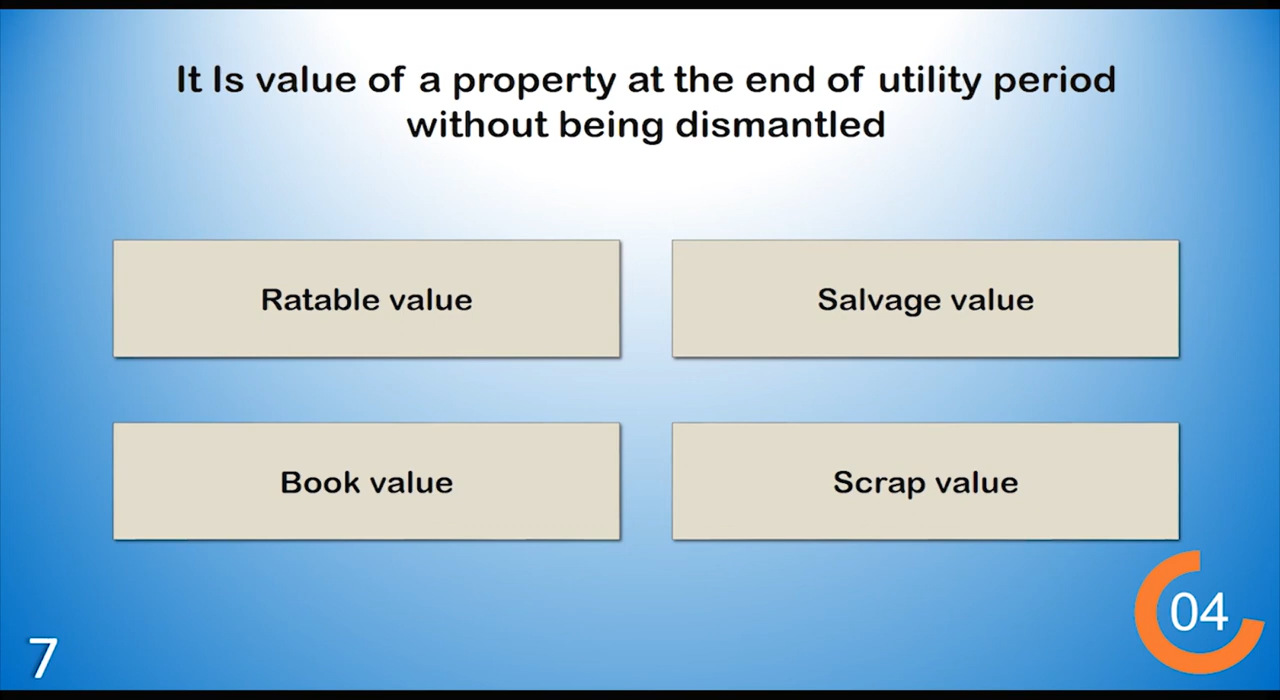 It Is value of a property at the end of utility period
without being dismantled
Ratable value
Salvage value
Book value
Scrap value
04
7